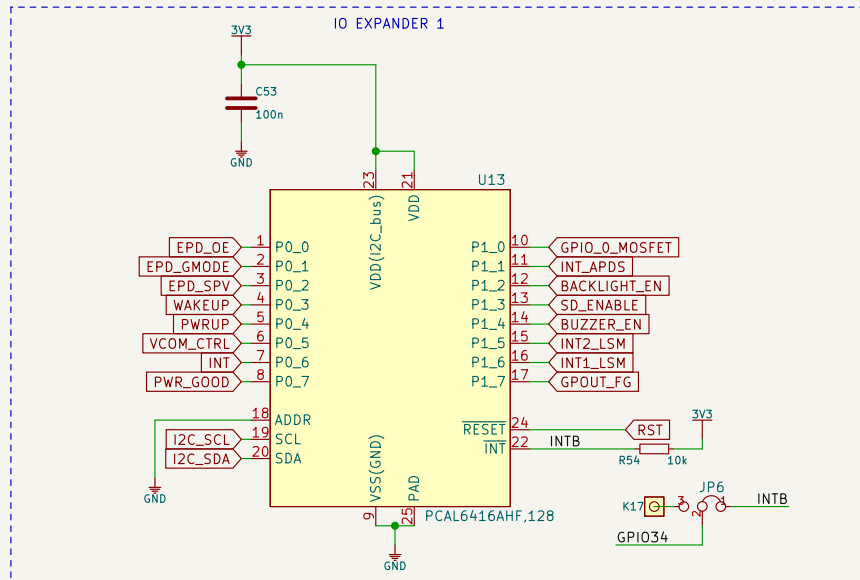 IO EXPANDER 1
3V3
C53
100n
GND
U13
23
21
VDD(I2C_bus)
VDD
EPD_OE 1 P0_0
EPD_GMODE 2 P0_1
EPD_SPV 3 P0_2
WAKEUP 4 P0_3
PWRUP 5 P0_4
VCOM_CTRL 6 P0_5
INT 7 P0_6
PWR_GOOD 8 P0_7
18 ADDR
I2C_SCL 19 SCL
I2C_SDA 20 SDA
GND
P1_0 10 GPIO_0_MOSFET
P1_1 11 INT_APDS
P1_2 12 BACKLIGHT_EN
P1_3 13 SD_ENABLE
P1_4 14 BUZZER_EN
P1_5 15 INT2_LSM
P1_6 16 INT1_LSM
P1_7 17 GPOUT_FG
RESET 24 RST
INT 22 INTB
3V3
R54 10k
VSS(GND)
PAD
9
25
PCAL6416AHF,128
GND
JP6
K17 3 2 1 INTB
GPIO34